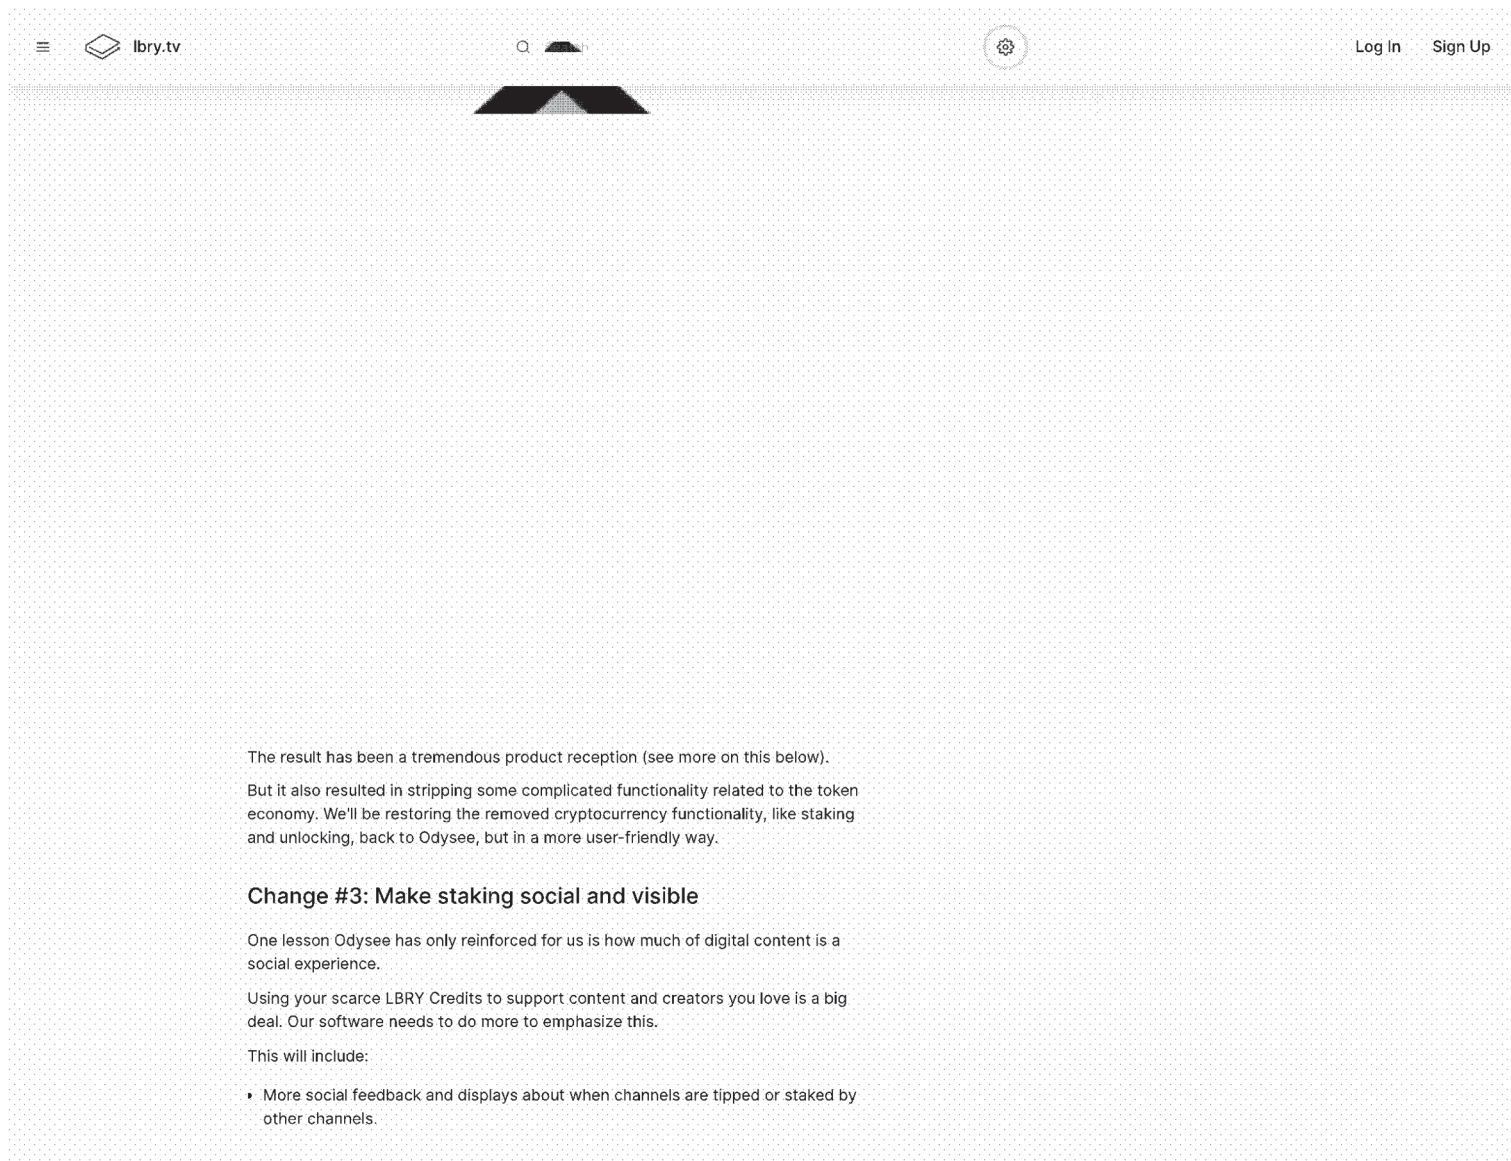 lbry.tv
Log In
Sign Up
The result has been a tremendous product reception (see more on this below).
But it also resulted in stripping some complicated functionality related to the token
economy. We'll be restoring the removed cryptocurrency functionality, like staking
and unlocking, back to Odysee, but in a more user-friendly way.
Change #3: Make staking social and visible
One lesson Odysee has only reinforced for us is how much of digital content is a
social experience.
Using your scarce LBRY Credits to support content and creators you love is a big
deal. Our software needs to do more to emphasize this.
This will include:
• More social feedback and displays about when channels are tipped or staked by
other channels.